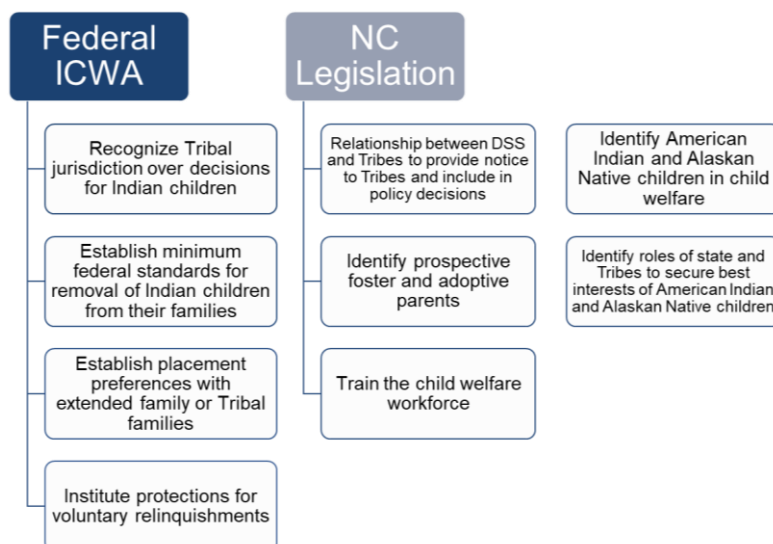 Federal
ICWA
Recognize Tribal
jurisdiction over decisions
for Indian children
Establish minimum
federal standards for
removal of Indian children
from their families
Establish placement
preferences with
extended family or Tribal
families
Institute protections for
voluntary relinquishments
NC
Legislation
Relationship between DSS
and Tribes to provide notice
to Tribes and include in
policy decisions
Identify prospective
foster and adoptive
parents
Train the child welfare
workforce
Identify American
Indian and Alaskan
Native children in child
welfare
Identify roles of state and
Tribes to secure best
interests of American Indian
and Alaskan Native children